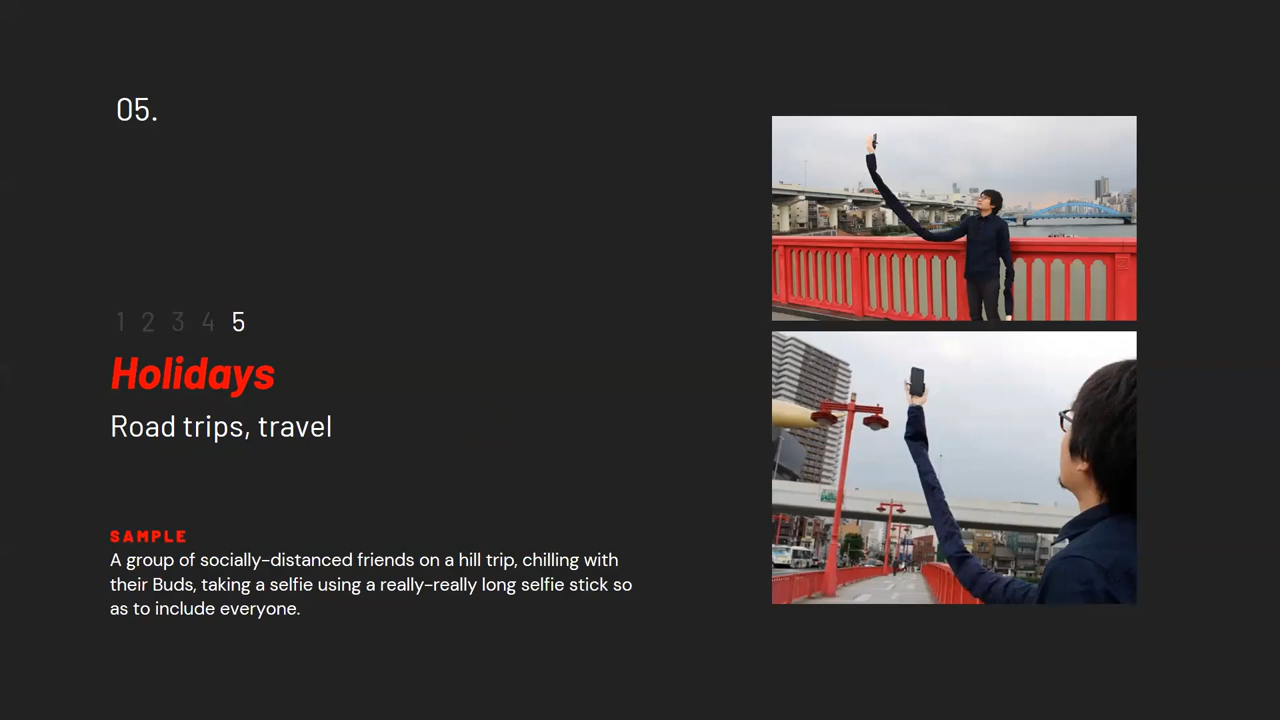 05.
1 2 3 4 5
Holidays
Road trips, travel
SAMPLE
A group of socially-distanced friends on a hill trip, chilling with
their Buds, taking a selfie using a really-really long selfie stick so
as to include everyone.